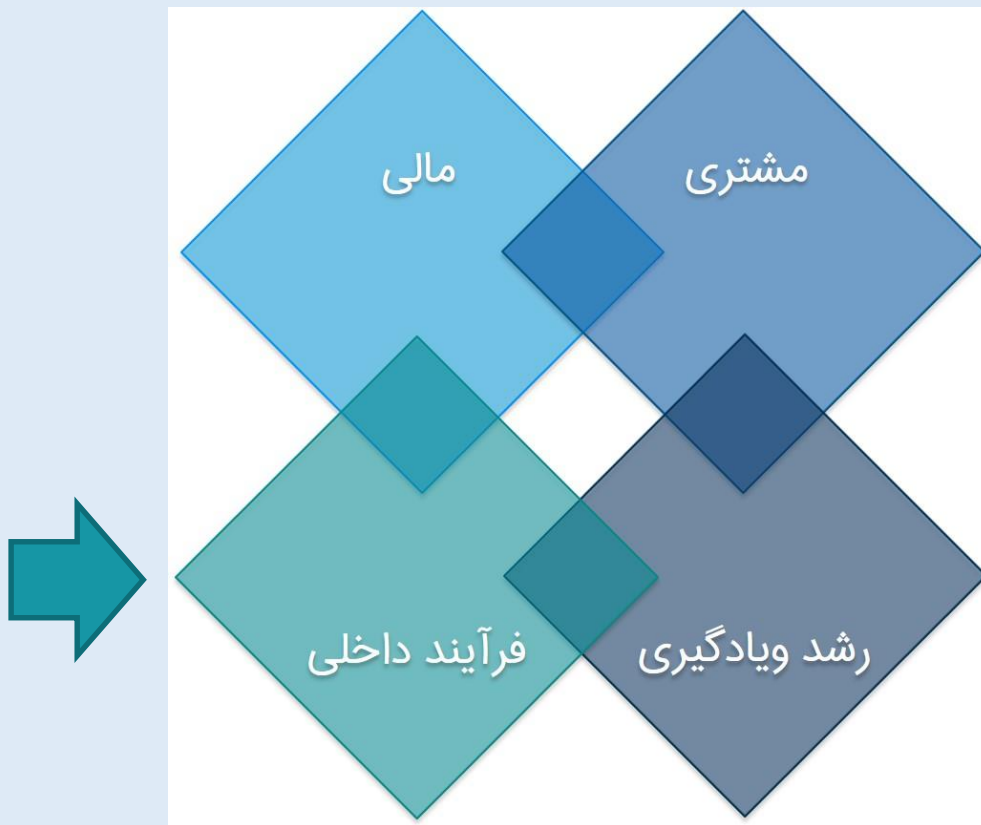 مشتری
مالی
رشد ویادگیری
فرآیند داخلی